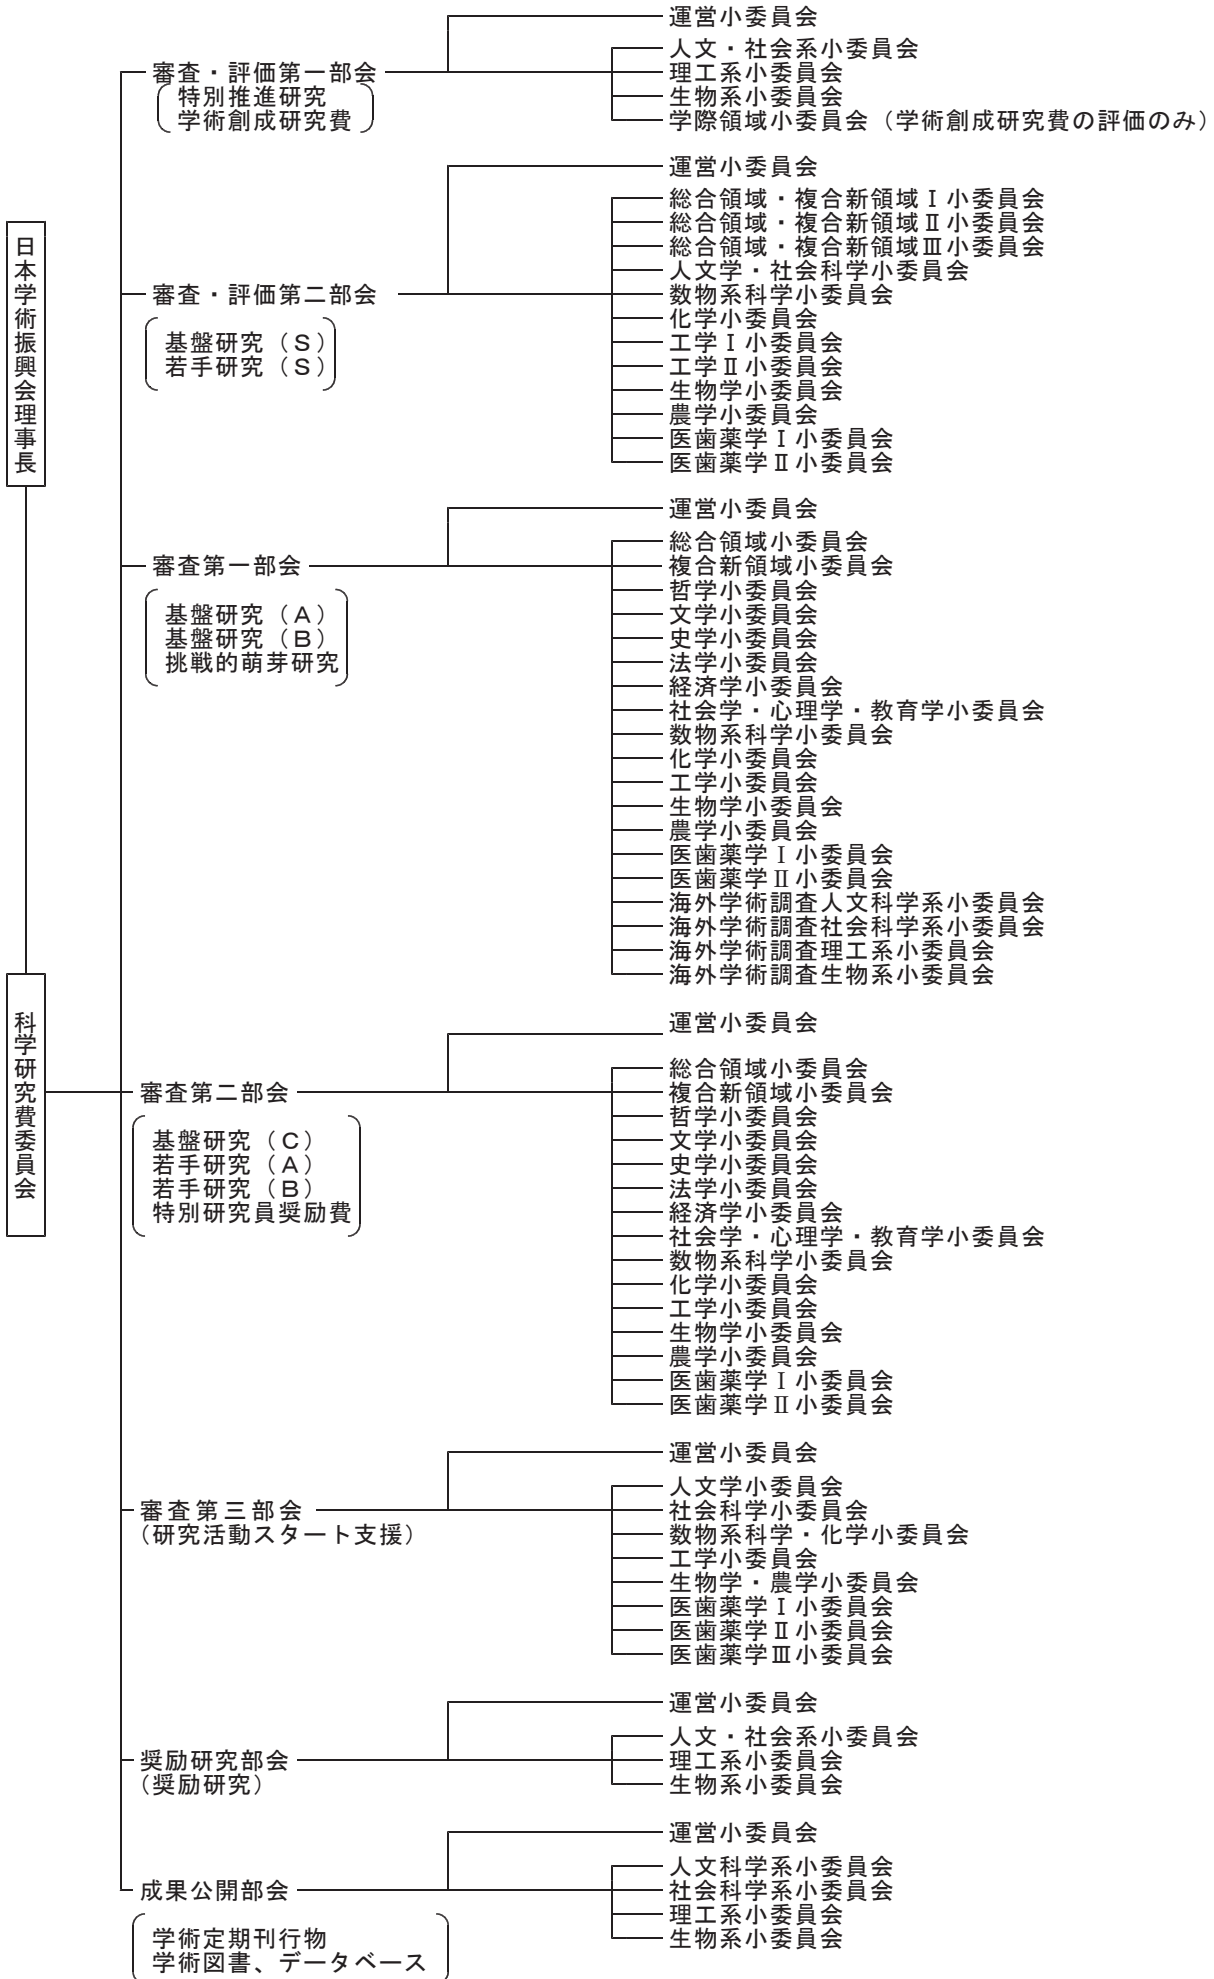 日本学術振興会理事長
科学研究費委員会
審査・評価第一部会
特別推進研究
学術創成研究費
運営小委員会
人文・社会系小委員会
理工系小委員会
生物系小委員会
学際領域小委員会（学術創成研究費の評価のみ）
審査・評価第二部会
基盤研究（Ｓ）
若手研究（Ｓ）
運営小委員会
総合領域・複合新領域Ⅰ小委員会
総合領域・複合新領域Ⅱ小委員会
総合領域・複合新領域Ⅲ小委員会
人文学・社会科学小委員会
数物系科学小委員会
化学小委員会
工学Ⅰ小委員会
工学Ⅱ小委員会
生物学小委員会
農学小委員会
医歯薬学Ⅰ小委員会
医歯薬学Ⅱ小委員会
審査第一部会
基盤研究（Ａ）
基盤研究（Ｂ）
挑戦的萌芽研究
運営小委員会
総合領域小委員会
複合新領域小委員会
哲学小委員会
文学小委員会
史学小委員会
法学小委員会
経済学小委員会
社会学・心理学・教育学小委員会
数物系科学小委員会
化学小委員会
工学小委員会
生物学小委員会
農学小委員会
医歯薬学Ⅰ小委員会
医歯薬学Ⅱ小委員会
海外学術調査人文科学系小委員会
海外学術調査社会科学系小委員会
海外学術調査理工系小委員会
海外学術調査生物系小委員会
審査第二部会
基盤研究（Ｃ）
若手研究（Ａ）
若手研究（Ｂ）
特別研究員奨励費
運営小委員会
総合領域小委員会
複合新領域小委員会
哲学小委員会
文学小委員会
史学小委員会
法学小委員会
経済学小委員会
社会学・心理学・教育学小委員会
数物系科学小委員会
化学小委員会
工学小委員会
生物学小委員会
農学小委員会
医歯薬学Ⅰ小委員会
医歯薬学Ⅱ小委員会
審査第三部会
（研究活動スタート支援）
運営小委員会
人文学小委員会
社会科学小委員会
数物系科学・化学小委員会
工学小委員会
生物学・農学小委員会
医歯薬学Ⅰ小委員会
医歯薬学Ⅱ小委員会
医歯薬学Ⅲ小委員会
奨励研究部会
（奨励研究）
運営小委員会
人文・社会系小委員会
理工系小委員会
生物系小委員会
成果公開部会
学術定期刊行物
学術図書、データベース
運営小委員会
人文科学系小委員会
社会科学系小委員会
理工系小委員会
生物系小委員会